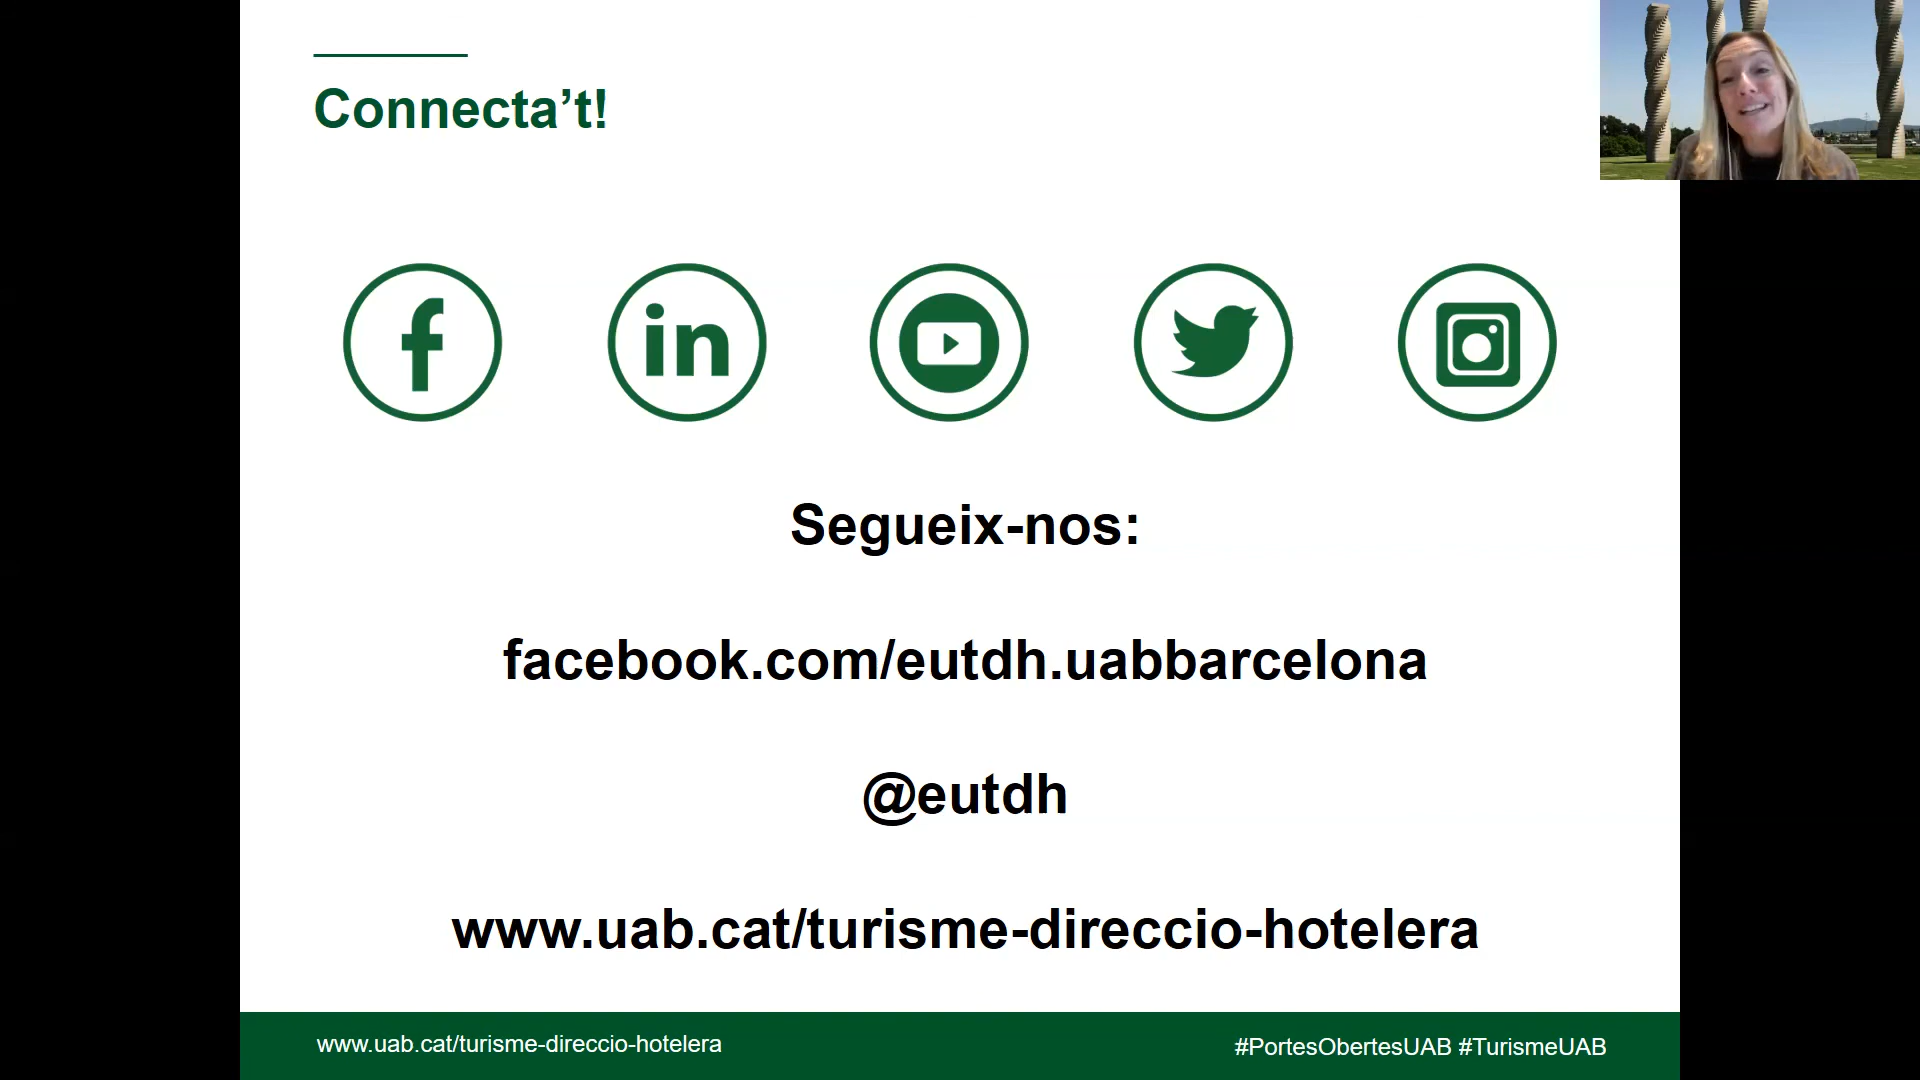 Connecta’t!
Segueix-nos:
facebook.com/eutdh.uabbarcelona
@eutdh
www.uab.cat/turisme-direccio-hotelera
www.uab.cat/turisme-direccio-hotelera
#PortesObertesUAB #TurismeUAB